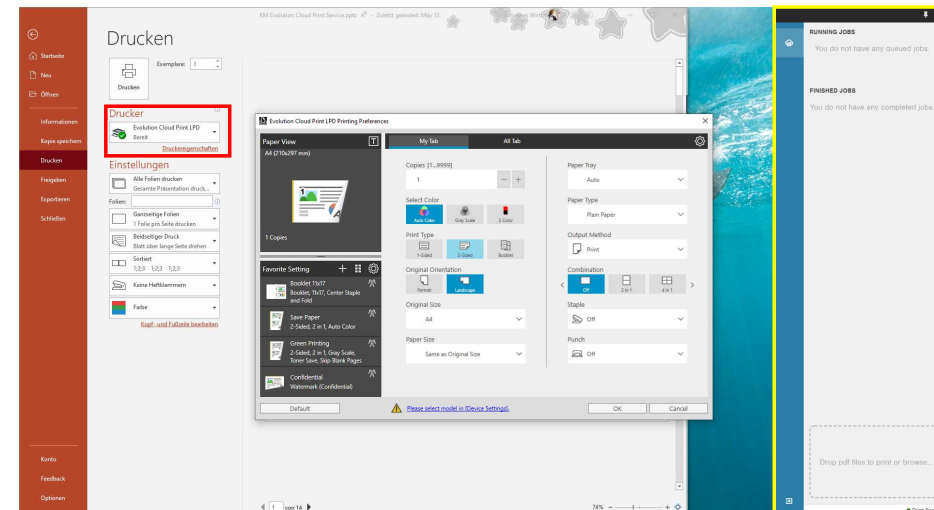 KM Evolution Cloud Print Service.pptx - Zuletzt geändert May 12
Drucken
Startseite
Neu
Öffnen
Informationen
Kopie speichern
Drucken
Freigeben
Exportieren
Schließen
Konto
Feedback
Optionen
Drucken
Exemplare: 1
Drucker
Evolution Cloud Print LPD
Bereit
Druckereigenschaften
Einstellungen
Alle Folien drucken
Gesamte Präsentation druck...
Folien:
Ganzseitige Folien
1 Folie pro Seite drucken
Beidseitiger Druck
Blatt über lange Seite drehen
Sortiert
1;2;3 1;2;3 1;2;3
Keine Heftklammern
Farbe
Kopf- und Fußzeile bearbeiten
1 von 14
74%
Evolution Cloud Print LPD Printing Preferences
Paper View
A4 (210x297 mm)
1 Copies
Favorite Setting
Booklet 11x17
Booklet, 11x17, Center Staple
and Fold
Save Paper
2-Sided, 2 in 1, Auto Color
Green Printing
2-Sided, 2 in 1, Gray Scale,
Toner Save, Skip Blank Pages
Confidential
Watermark (Confidential)
Default
My Tab All Tab
Copies [1...9999]
1
Select Color
Auto Color Gray Scale 2 Color
Print Type
1-Sided 2-Sided Booklet
Original Orientation
Portrait Landscape
Original Size
A4
Paper Size
Same as Original Size
Paper Tray
Auto
Paper Type
Plain Paper
Output Method
Print
Combination
Off 2 in 1 4 in 1
Staple
Off
Punch
Off
Please select model in [Device Settings].
OK Cancel
RUNNING JOBS
You do not have any queued jobs.
FINISHED JOBS
You do not have any completed jobs.
Drop pdf files to print or browse...